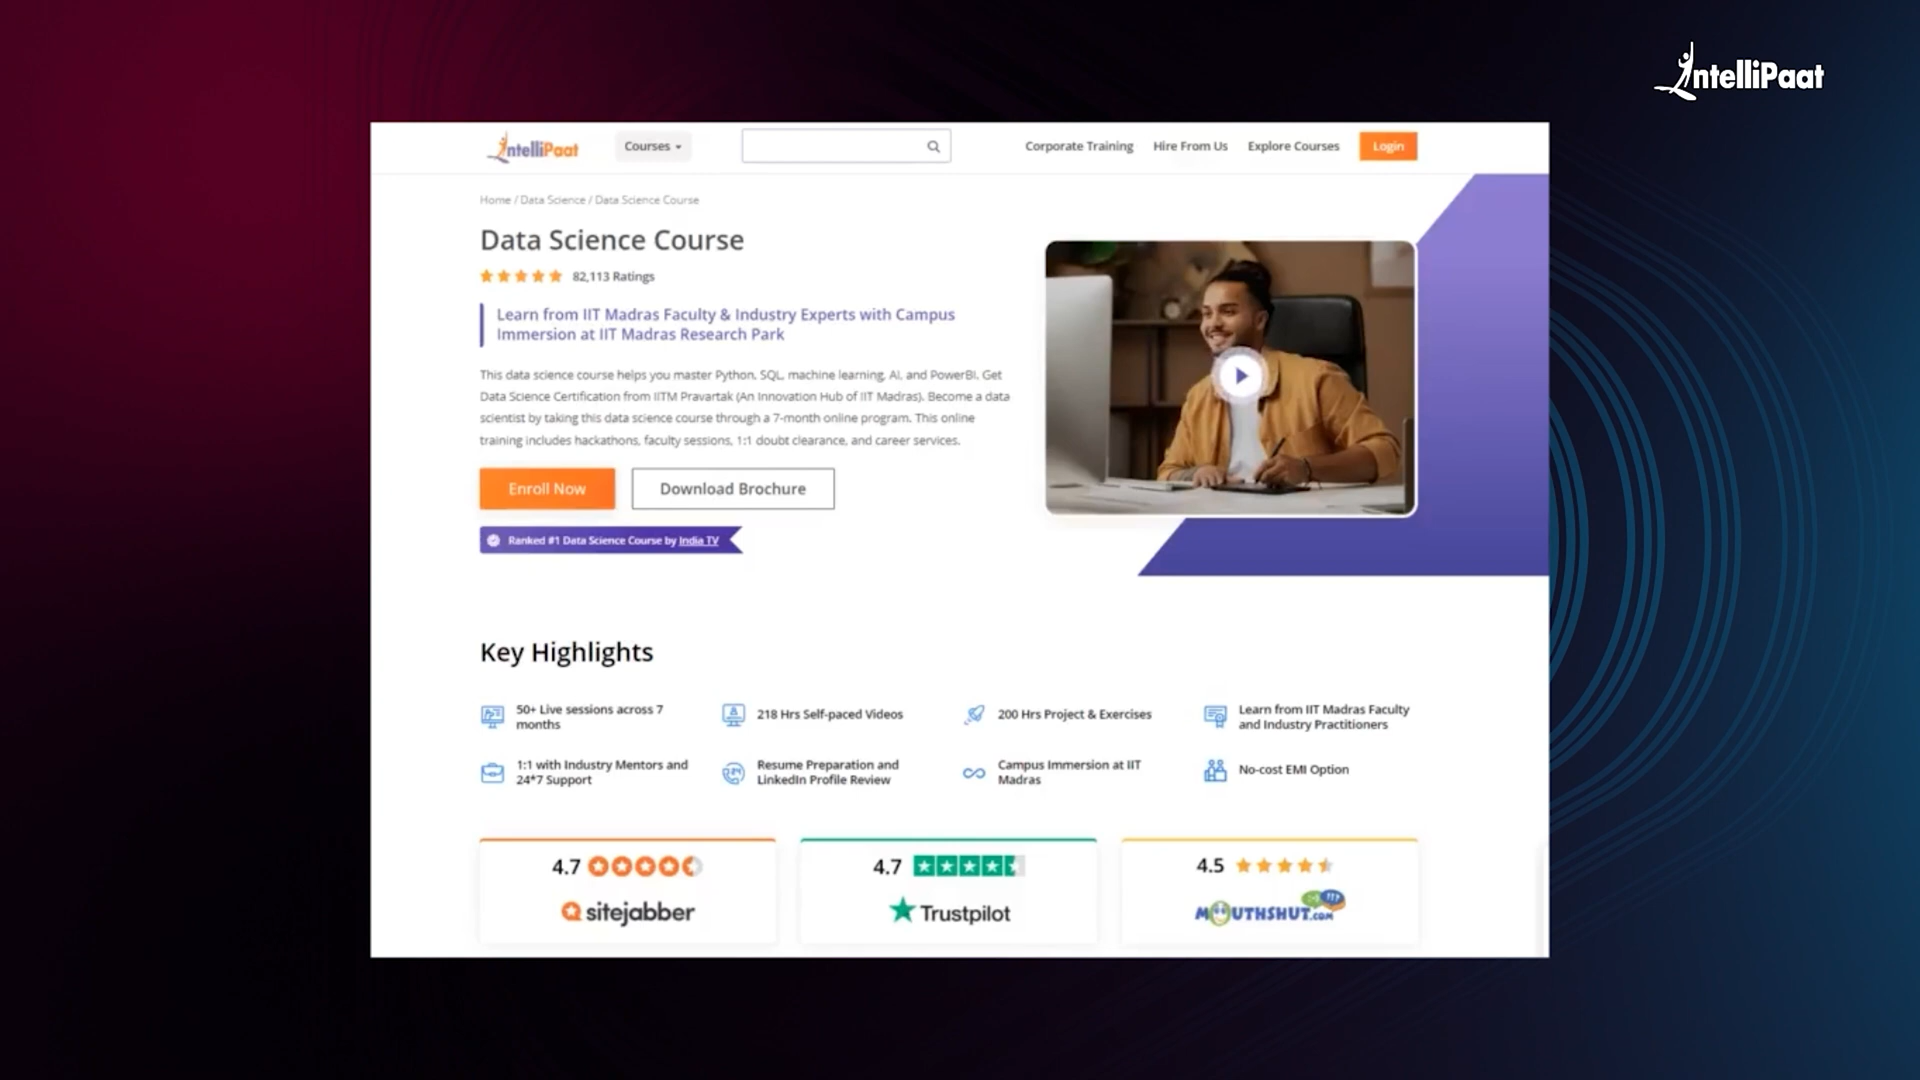 IntelliPaat
IntelliPaat
Courses
Corporate Training
Hire From Us
Explore Courses
Login
Home / Data Science / Data Science Course
Data Science Course
82,113 Ratings
Learn from IIT Madras Faculty & Industry Experts with Campus
Immersion at IIT Madras Research Park
This data science course helps you master Python, SQL, machine learning, AI, and PowerBI. Get
Data Science Certification from IITM Pravartak (An Innovation Hub of IIT Madras). Become a data
scientist by taking this data science course through a 7-month online program. This online
training includes hackathons, faculty sessions, 1:1 doubt clearance, and career services.
Enroll Now
Download Brochure
Ranked #1 Data Science Course by India TV
Key Highlights
50+ Live sessions across 7
months
218 Hrs Self-paced Videos
200 Hrs Project & Exercises
Learn from IIT Madras Faculty
and Industry Practitioners
1:1 with Industry Mentors and
24*7 Support
Resume Preparation and
LinkedIn Profile Review
Campus Immersion at IIT
Madras
No-cost EMI Option
4.7
sitejabber
4.7
Trustpilot
4.5
MOUTHSHUT.COM